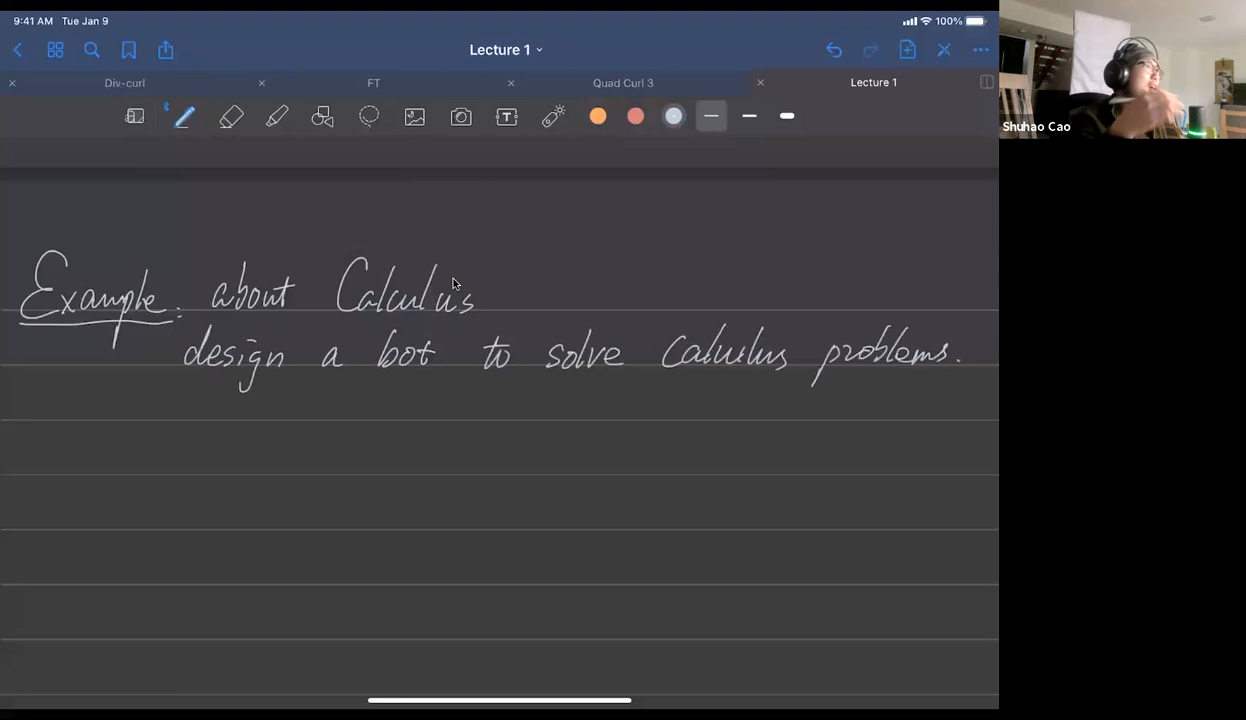 9:41 AM Tue Jan 9
100%
Lecture 1
Div-curl
FT
Quad Curl 3
Lecture 1
Shuhao Cao
Example: about Calculus
design a bot to solve Calculus problems.